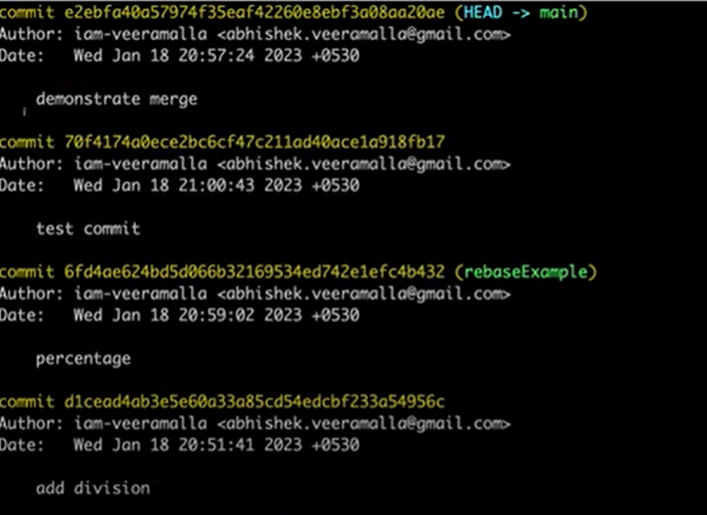 commit e2ebfa40a57974f35eaf42260e8ebf3a08aa20ae (HEAD -> main)
Author: iam-veeramalla <abhishek.veeramalla@gmail.com>
Date:   Wed Jan 18 20:57:24 2023 +0530
demonstrate merge
commit 70f4174a0ece2bc6cf47c211ad40ace1a918fb17
Author: iam-veeramalla <abhishek.veeramalla@gmail.com>
Date:   Wed Jan 18 21:00:43 2023 +0530
test commit
commit 6fd4ae624bd5d066b32169534ed742e1efc4b432 (rebaseExample)
Author: iam-veeramalla <abhishek.veeramalla@gmail.com>
Date:   Wed Jan 18 20:59:02 2023 +0530
percentage
commit d1cead4ab3e5e60a33a85cd54edcbf233a54956c
Author: iam-veeramalla <abhishek.veeramalla@gmail.com>
Date:   Wed Jan 18 20:51:41 2023 +0530
add division